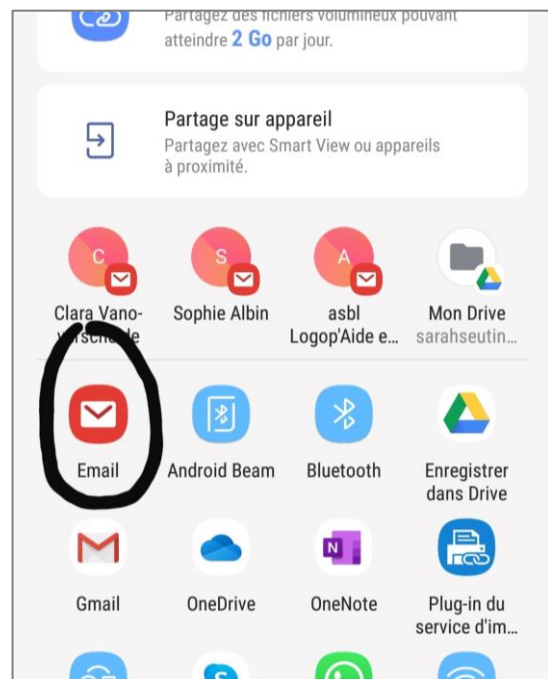 Partagez des fichiers volumineux pouvant
atteindre 2 Go par jour.
Partage sur appareil
Partagez avec Smart View ou appareils
à proximité.
C
S
A
Clara Vano-
Sophie Albin
asbl
Logop'Aide e...
Mon Drive
sarahseutin...
Email
Android Beam
Bluetooth
Enregistrer
dans Drive
N
Gmail
OneDrive
OneNote
Plug-in du
service d'im...